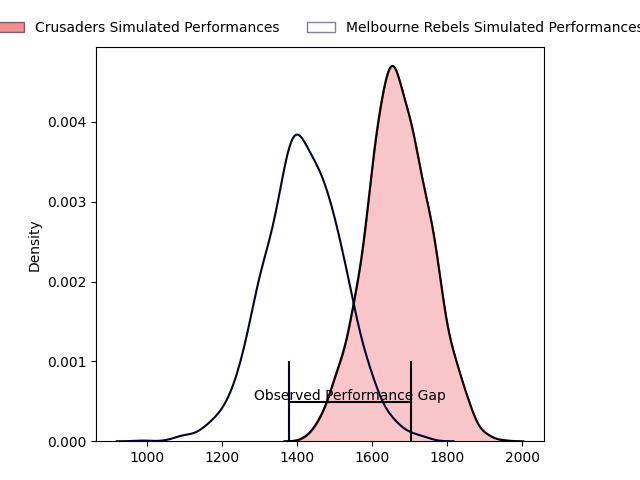 Crusaders Simulated Performances
Melbourne Rebels Simulated Performances
Density
0.004
0.003
0.002
0.001
0.000
Observed Performance Gap
1000 1200 1400 1600 1800 2000